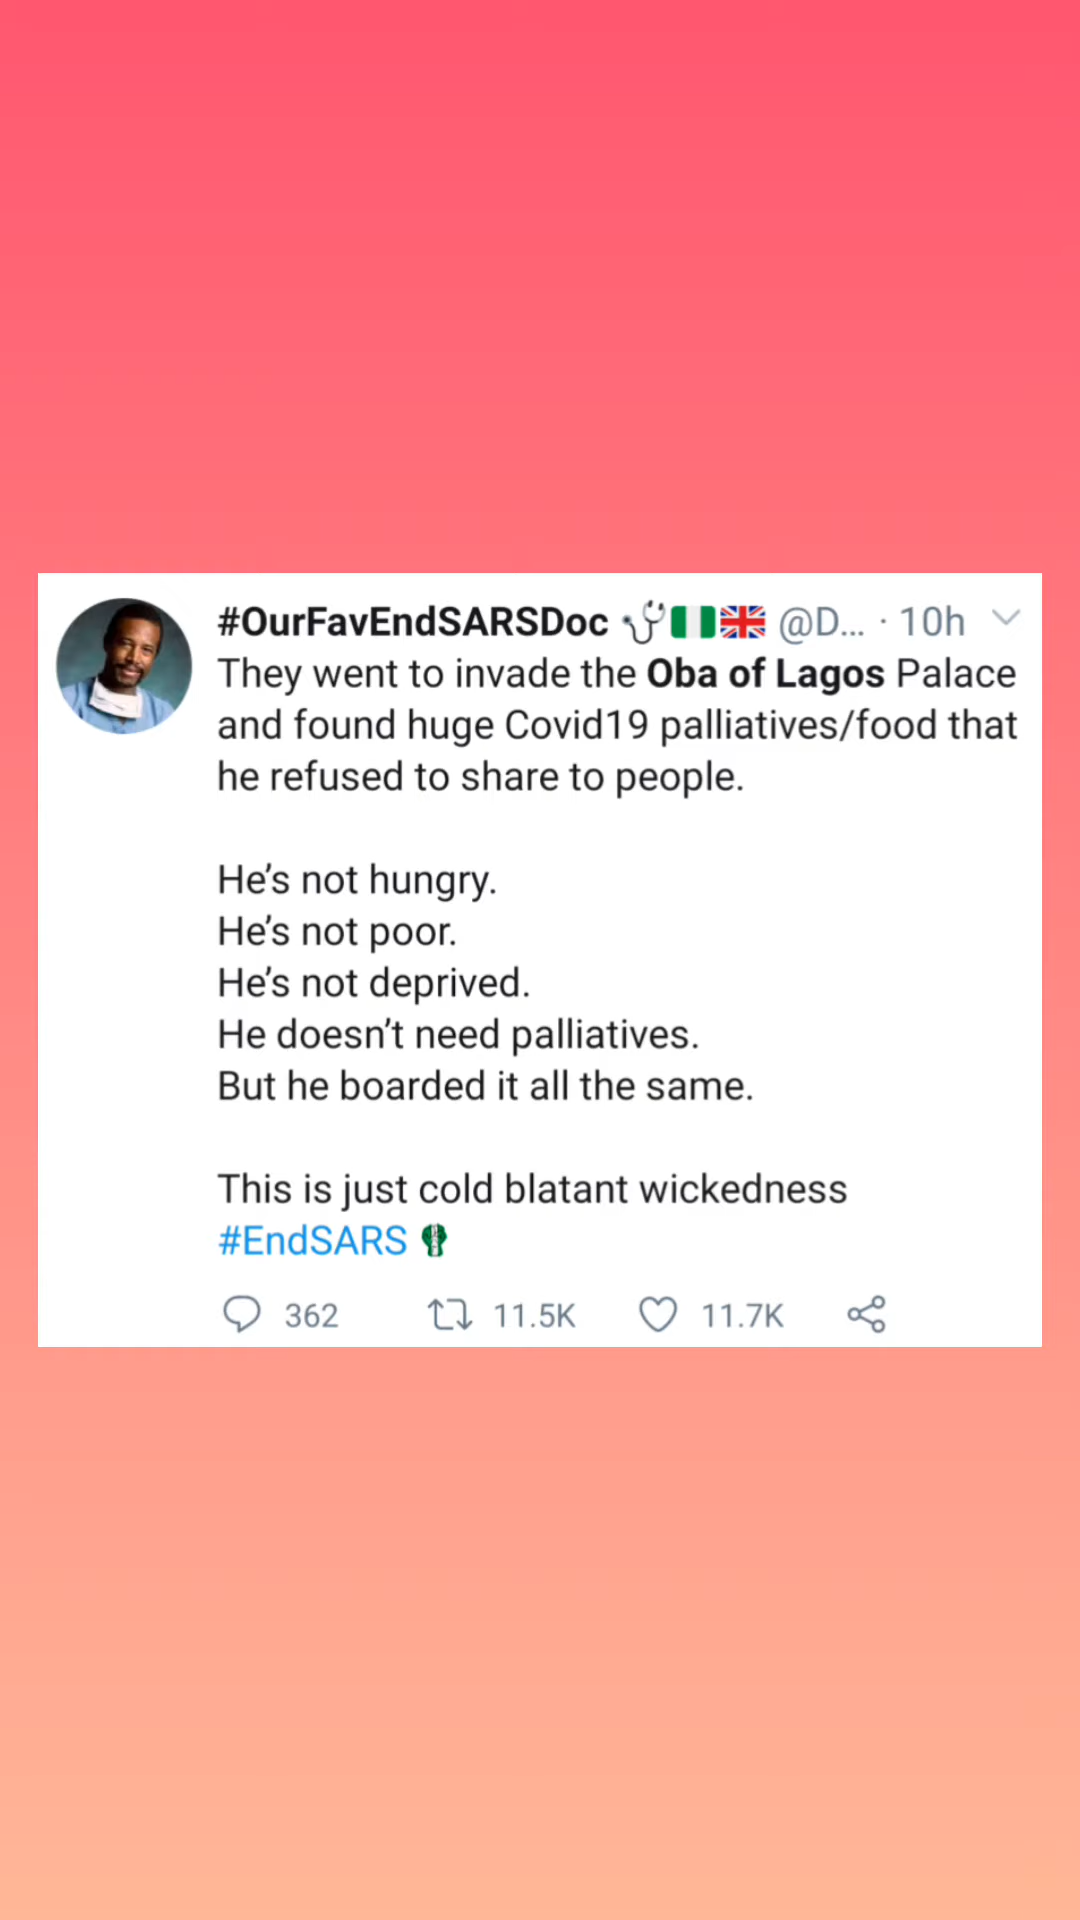 #OurFavEndSARSDoc 🩺🇳🇬🇬🇧 @D... · 10h
They went to invade the Oba of Lagos Palace
and found huge Covid19 palliatives/food that
he refused to share to people.
He's not hungry.
He's not poor.
He's not deprived.
He doesn't need palliatives.
But he boarded it all the same.
This is just cold blatant wickedness
#EndSARS
362 11.5K 11.7K